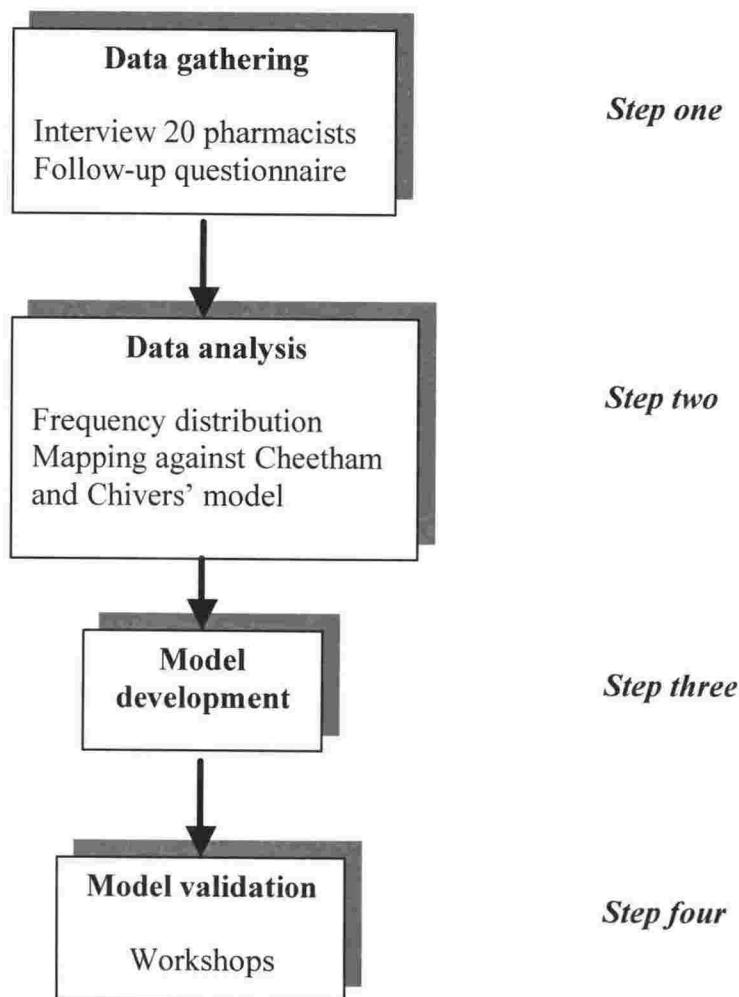 Data gathering
Interview 20 pharmacists
Follow-up questionnaire
Step one
Data analysis
Frequency distribution
Mapping against Cheetham
and Chivers’ model
Step two
Model
development
Step three
Model validation
Workshops
Step four